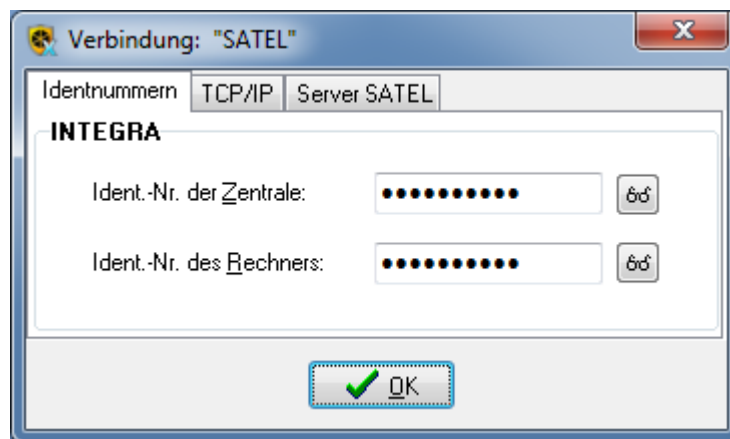 Verbindung: "SATEL"
Identnummern TCP/IP Server SATEL
INTEGRA
Ident.-Nr. der Zentrale: ●●●●●●●●●●
Ident.-Nr. des Rechners: ●●●●●●●●●●
OK